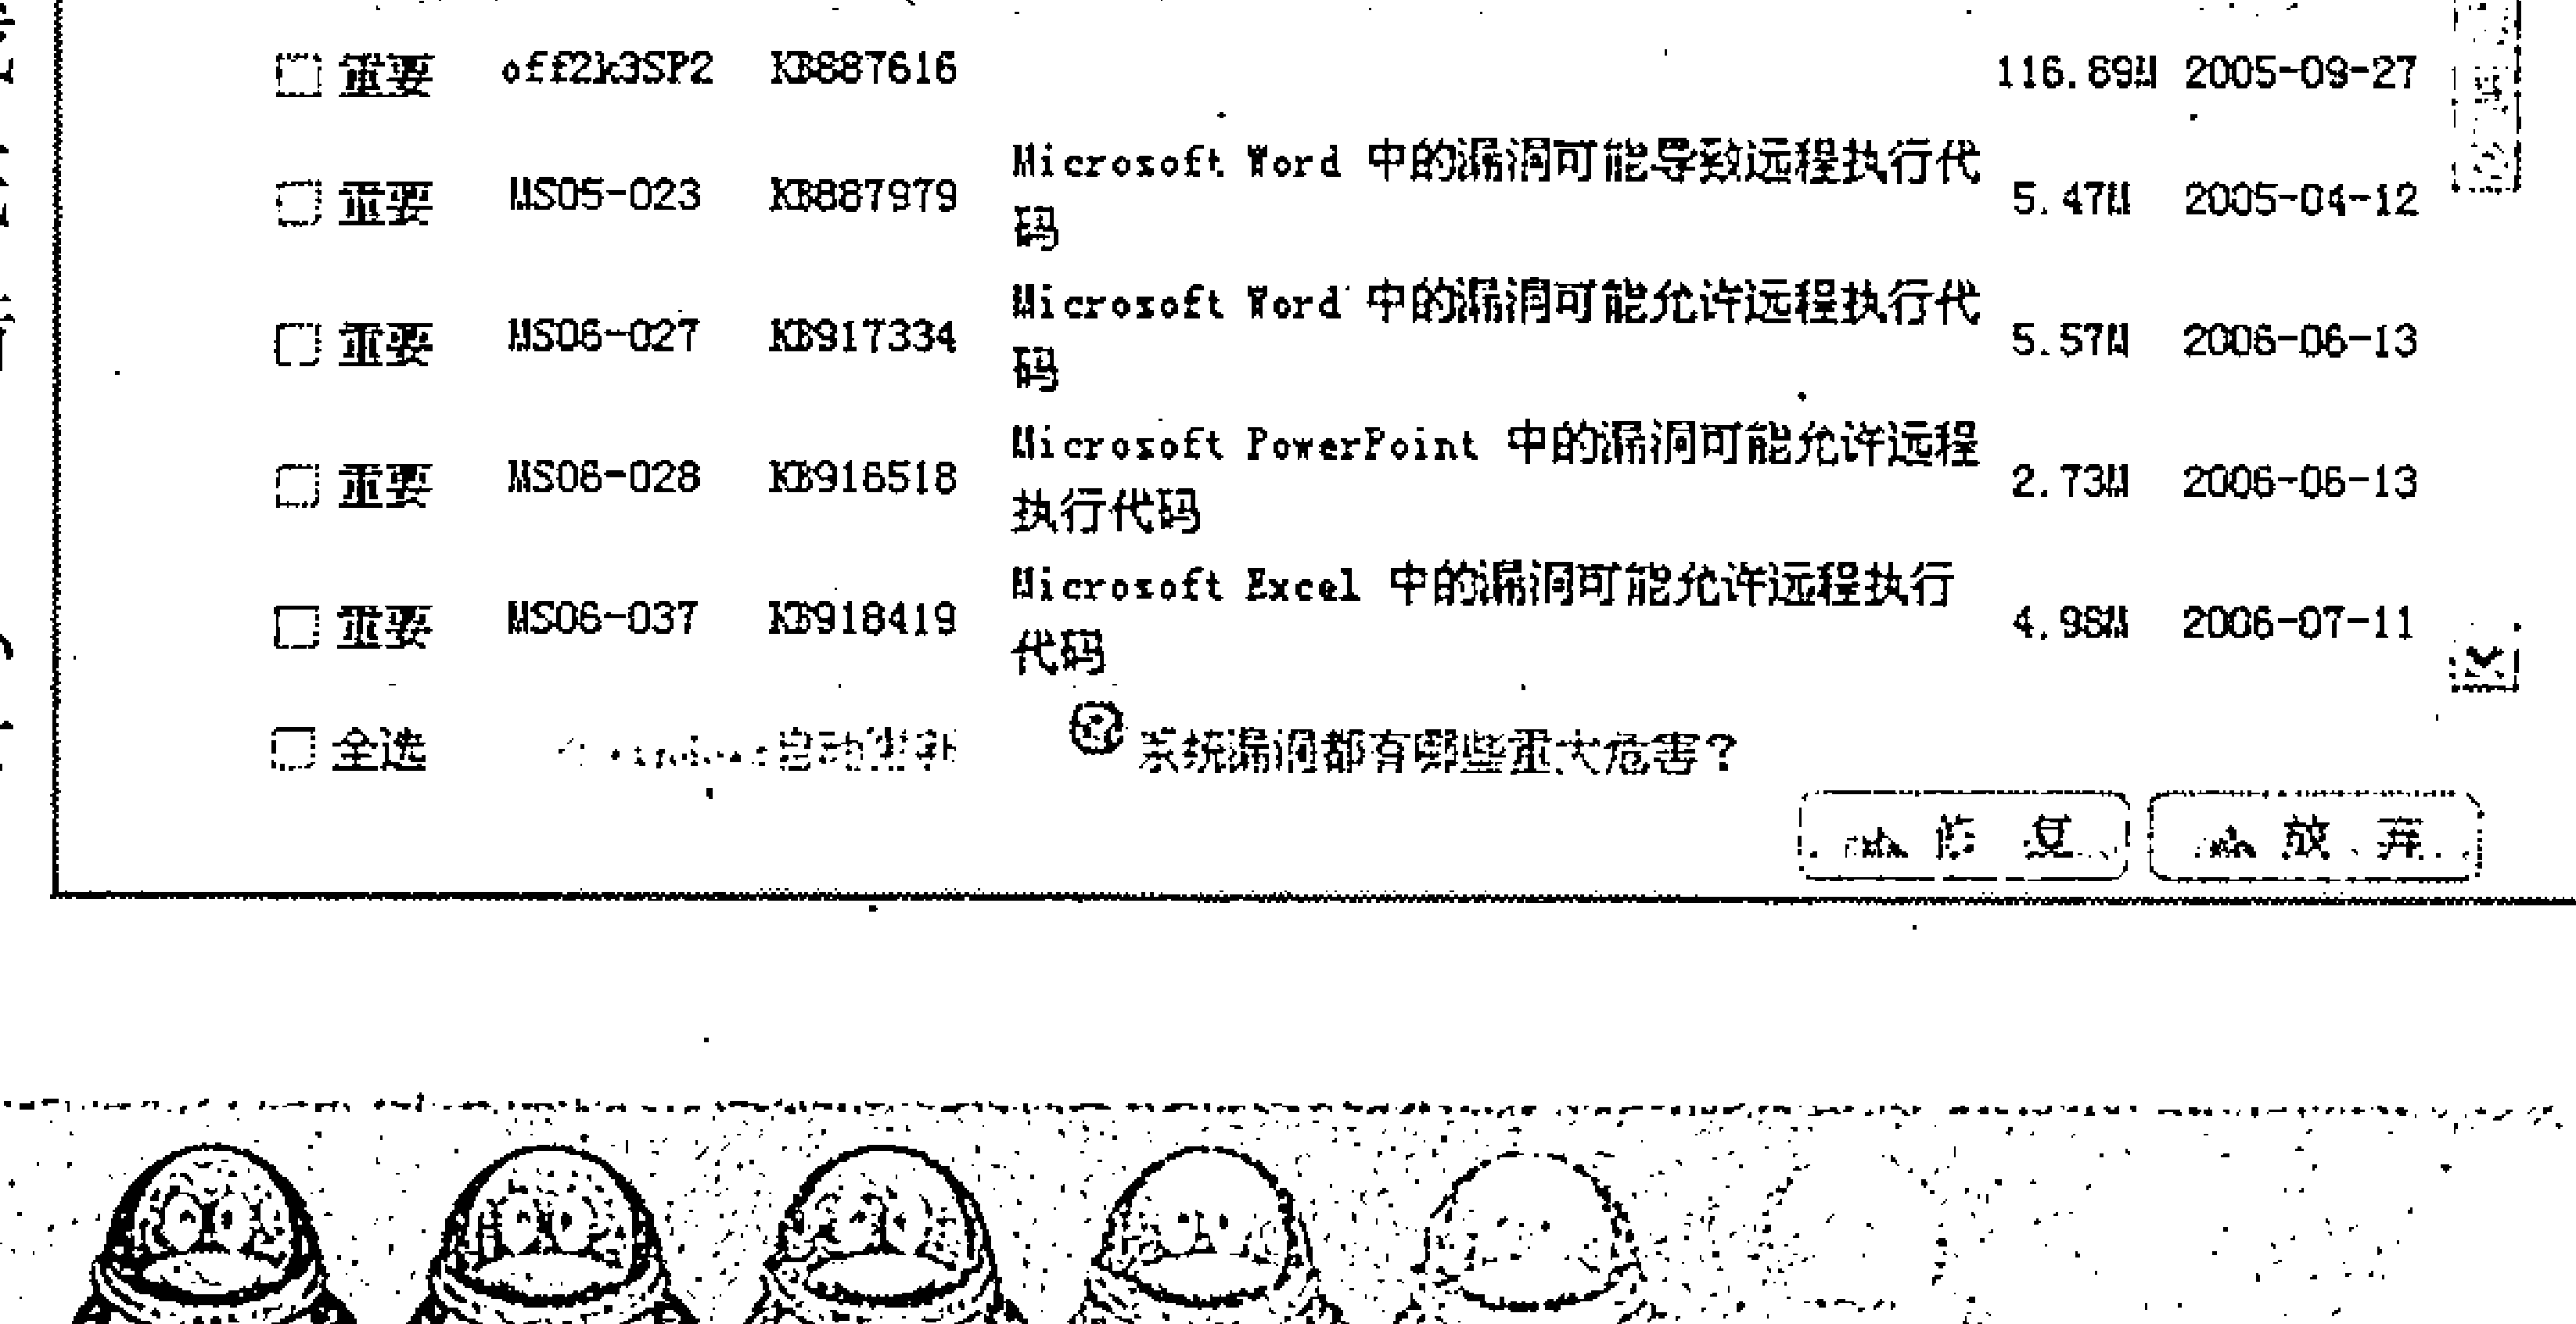 重要 off2k3SP2 KB887616 116.89M 2005-09-27
重要 MS05-023 KB887979 Microsoft Word 中的漏洞可能导致远程执行代 5.47M 2005-04-12
码
重要 MS06-027 KB917334 Microsoft Word 中的漏洞可能允许远程执行代 5.57M 2006-06-13
码
重要 MS06-028 KB916518 Microsoft PowerPoint 中的漏洞可能允许远程 2.73M 2006-06-13
执行代码
重要 MS06-037 KB918419 Microsoft Excel 中的漏洞可能允许远程执行 4.98M 2006-07-11
代码
全选 系统漏洞都有哪些重大危害？
修 复 放 弃